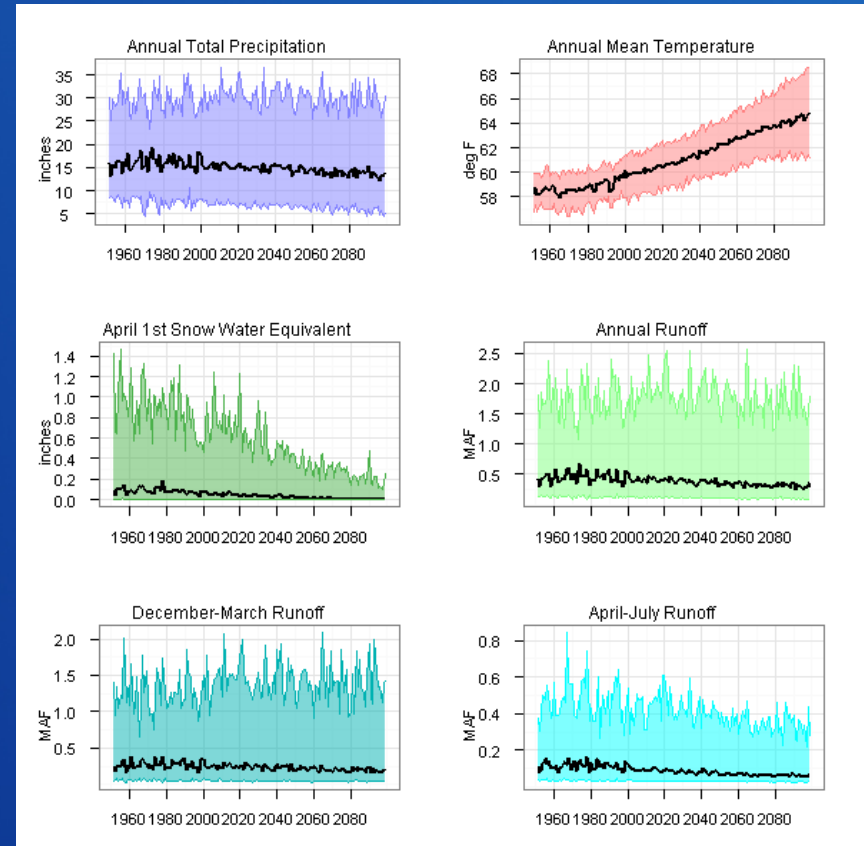 Annual Total Precipitation
inches
35
30
25
20
15
10
5
1960 1980 2000 2020 2040 2060 2080
Annual Mean Temperature
deg F
68
66
64
62
60
58
1960 1980 2000 2020 2040 2060 2080
April 1st Snow Water Equivalent
inches
1.4
1.2
1.0
0.8
0.6
0.4
0.2
0.0
1960 1980 2000 2020 2040 2060 2080
Annual Runoff
MAF
2.5
2.0
1.5
1.0
0.5
1960 1980 2000 2020 2040 2060 2080
December-March Runoff
MAF
2.0
1.5
1.0
0.5
1960 1980 2000 2020 2040 2060 2080
April-July Runoff
MAF
0.8
0.6
0.4
0.2
1960 1980 2000 2020 2040 2060 2080